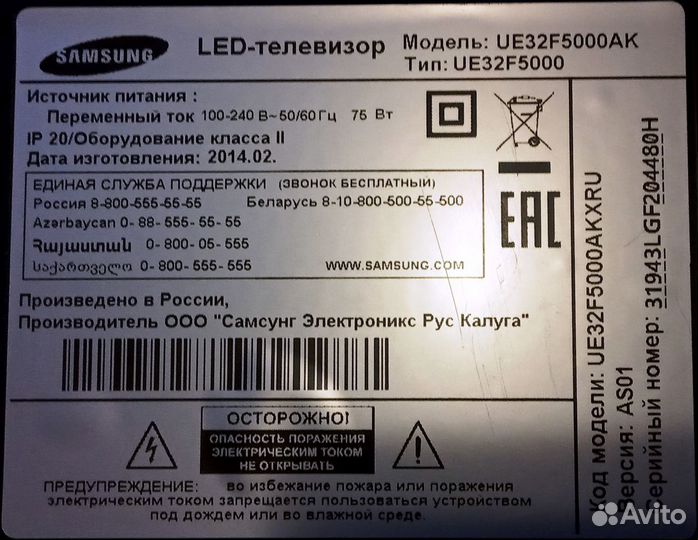 SAMSUNG
LED-телевизор
Модель: UE32F5000AK
Тип: UE32F5000
Источник питания :
Переменный ток 100-240 В~50/60 Гц 75 Вт
IP 20/Оборудование класса II
Дата изготовления: 2014.02.
ЕДИНАЯ СЛУЖБА ПОДДЕРЖКИ (ЗВОНОК БЕСПЛАТНЫЙ)
Россия 8-800-555-55-55 Беларусь 8-10-800-500-55-500
Azərbaycan 0- 88- 555- 55- 55
Հայաստան 0- 800- 05- 555
საქართველო 0- 800- 555- 555
WWW.SAMSUNG.COM
EAC
Произведено в России,
Производитель ООО "Самсунг Электроникс Рус Калуга"
ОСТОРОЖНО!
ОПАСНОСТЬ ПОРАЖЕНИЯ
ЭЛЕКТРИЧЕСКИМ ТОКОМ
НЕ ОТКРЫВАТЬ
ПРЕДУПРЕЖДЕНИЕ: во избежание пожара или поражения
электрическим током запрещается пользоваться устройством
под дождем или во влажной среде.
Код модели: UE32F5000AKXRU
Версия: AS01
Серийный номер: 31943LGF204480H
Avito